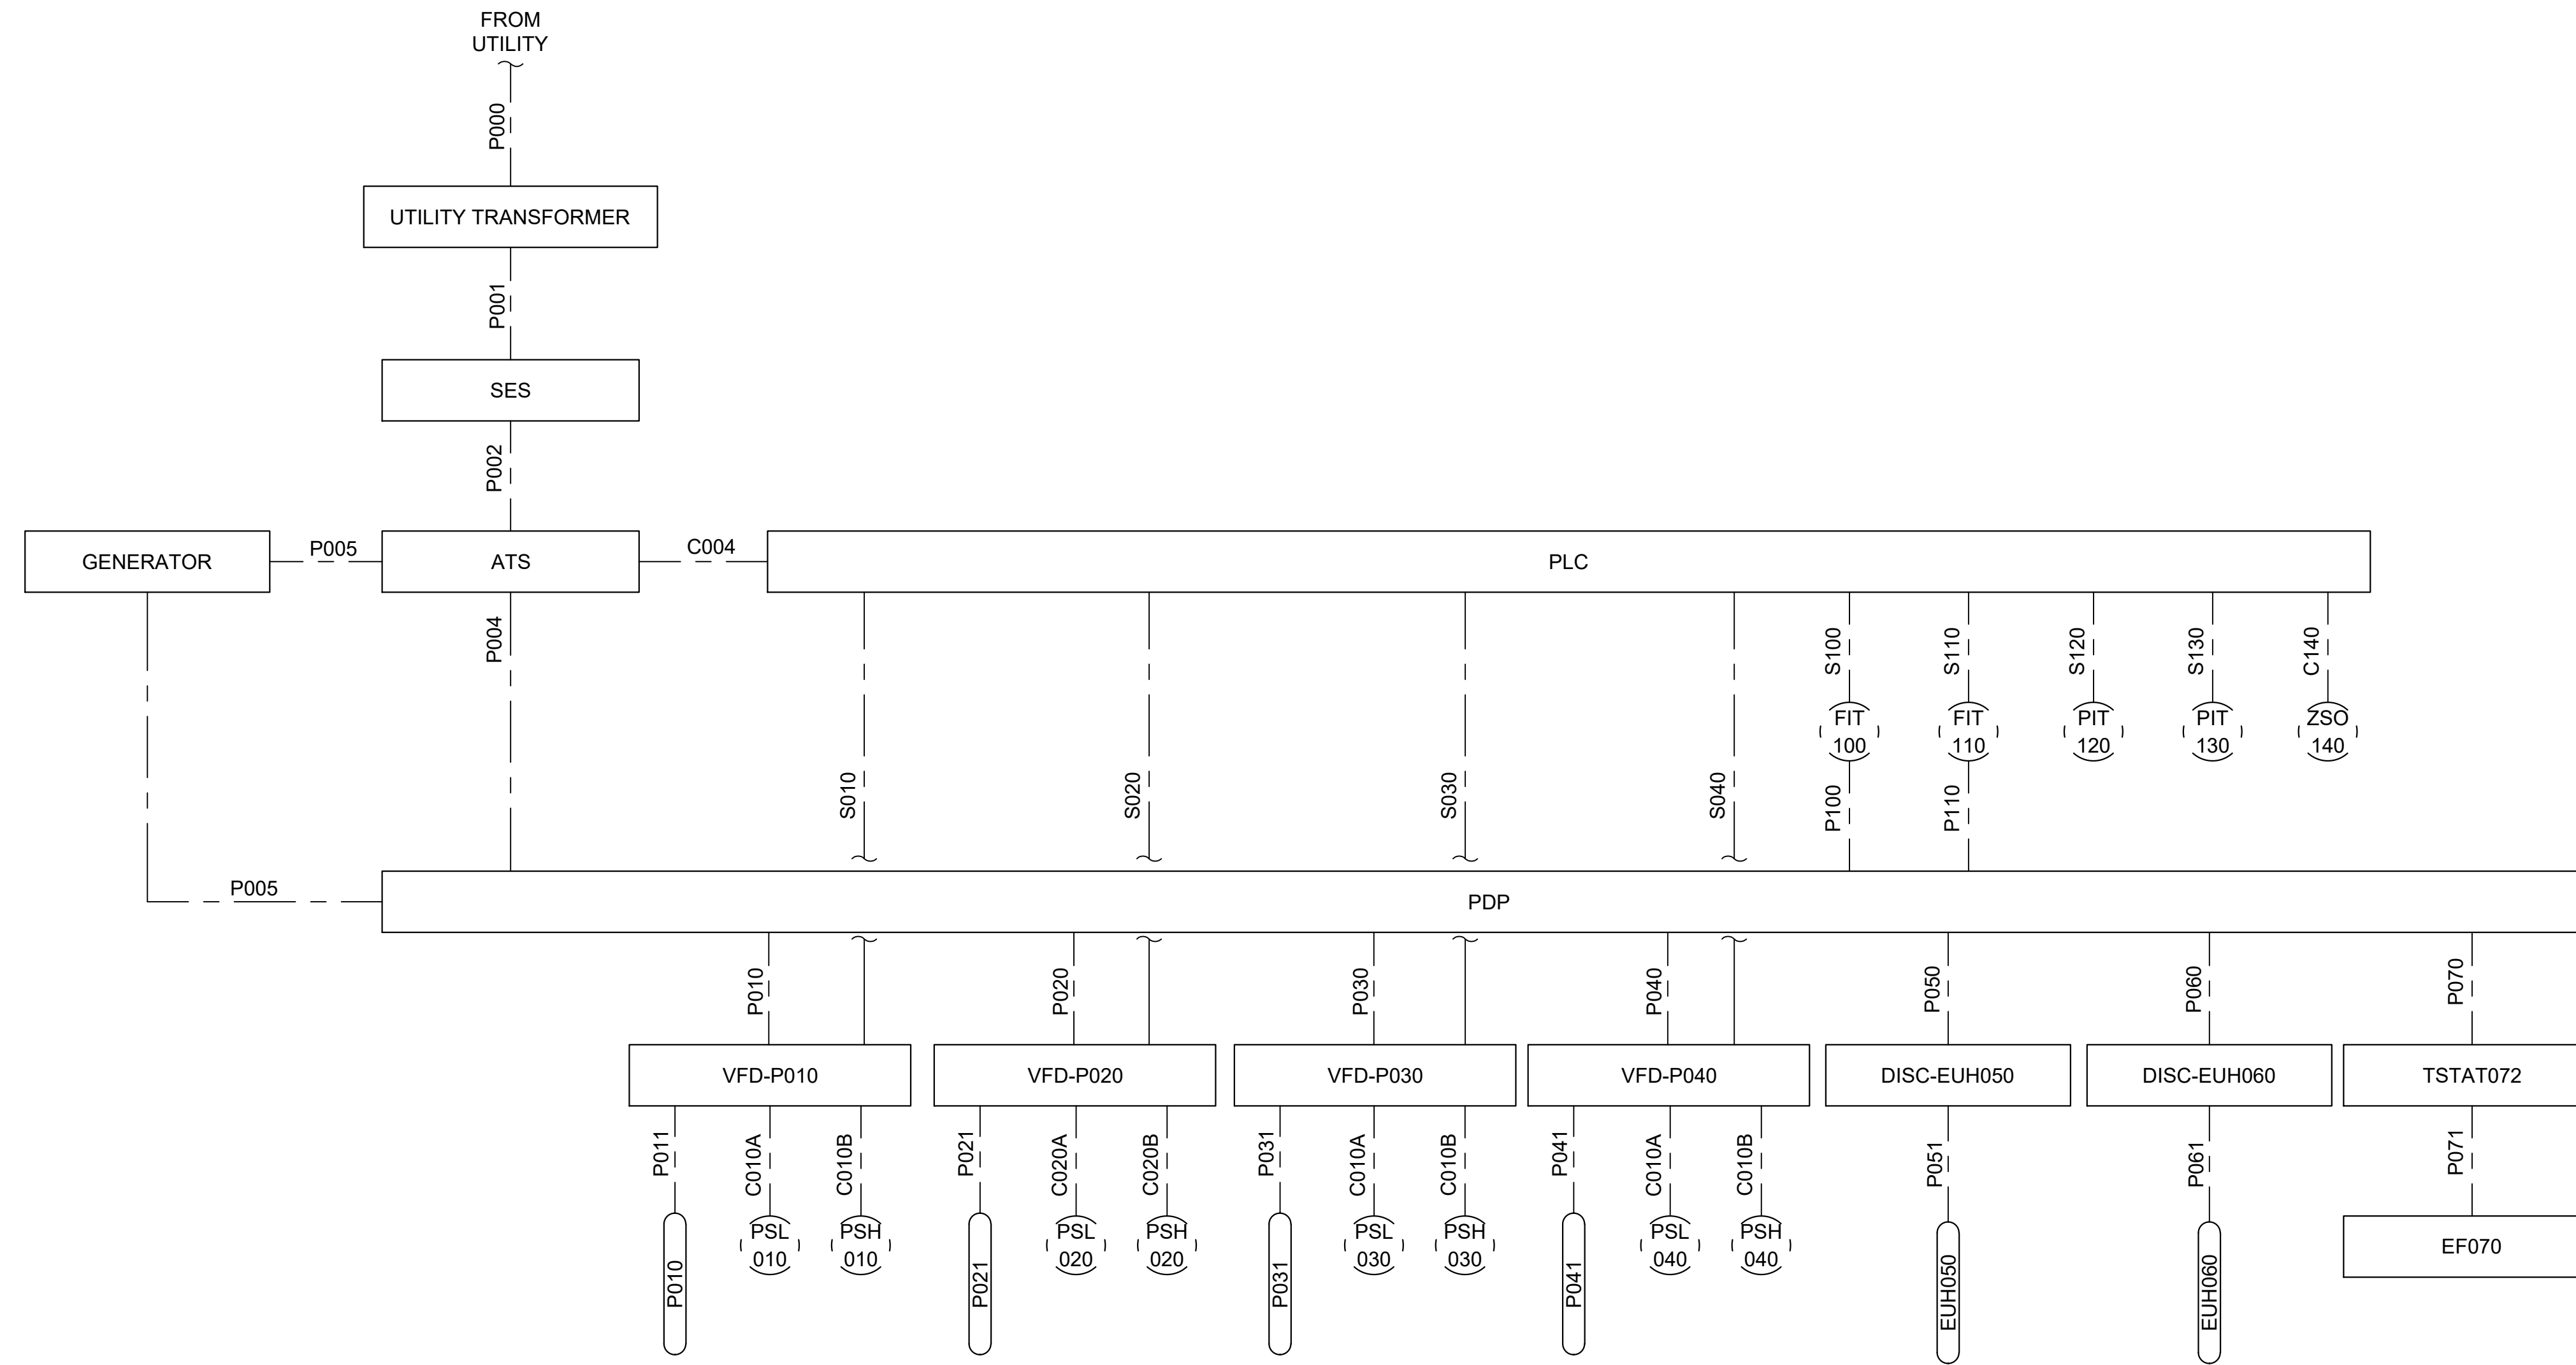 FROM
UTILITY
P000
UTILITY TRANSFORMER
P001
SES
P002
GENERATOR
P005
ATS
C004
PLC
P004
S010
S020
S030
S040
S100
S110
S120
S130
C140
FIT
100
FIT
110
PIT
120
PIT
130
ZSO
140
P100
P110
P005
PDP
P010
P020
P030
P040
P050
P060
P070
VFD-P010
VFD-P020
VFD-P030
VFD-P040
DISC-EUH050
DISC-EUH060
TSTAT072
P011
C010A
C010B
P021
C020A
C020B
P031
C010A
C010B
P041
C010A
C010B
P051
P061
P071
P010
PSL
010
PSH
010
P021
PSL
020
PSH
020
P031
PSL
030
PSH
030
P041
PSL
040
PSH
040
EUH050
EUH060
EF070